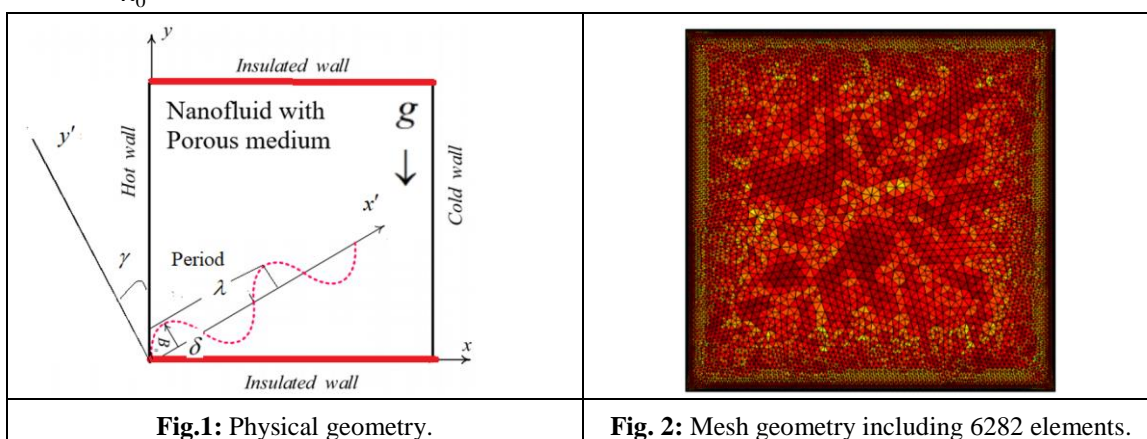 n₀
y
Insulated wall
Nanofluid with
Porous medium
g
y′
Hot wall
Cold wall
x′
γ
Period
λ
B
δ
x
Insulated wall
Fig.1: Physical geometry.
Fig. 2: Mesh geometry including 6282 elements.